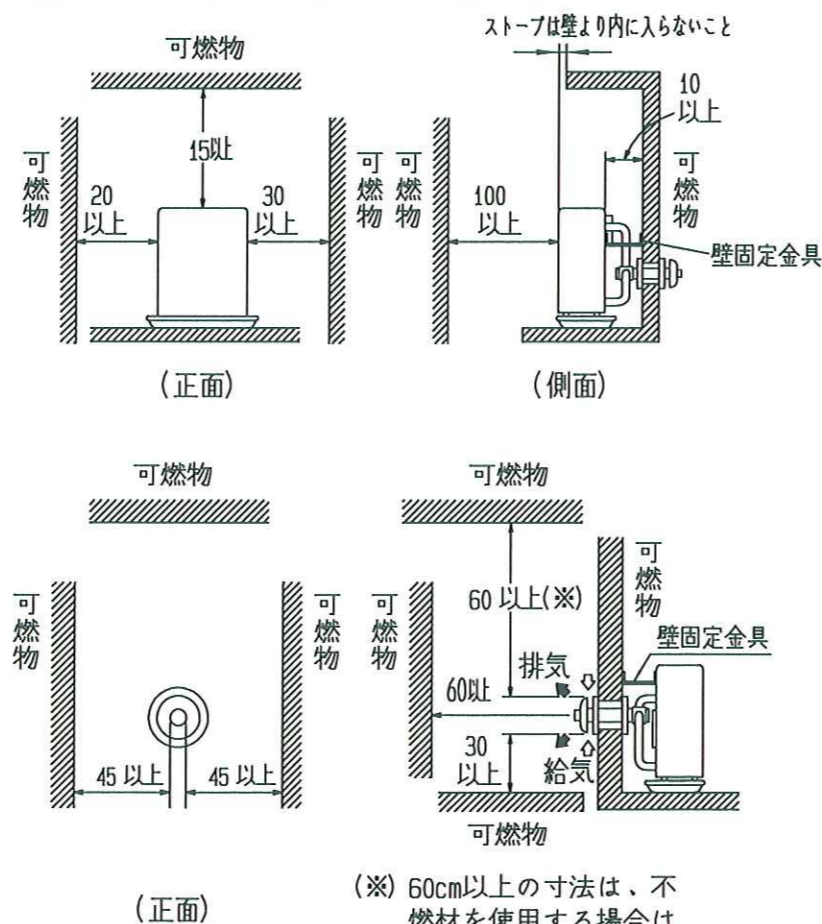 ストーブは壁より内に入らないこと
可燃物
10
以上
15以上
可燃物
可燃物
可燃物
可燃物
20
以上
30
以上
100
以上
壁固定金具
(正面)
(側面)
可燃物
可燃物
可燃物
可燃物
可燃物
可燃物
60 以上(※)
壁固定金具
排気
60以上
30
以上
給気
45 以上
45 以上
可燃物
(正面)
(※) 60cm以上の寸法は、不
燃材を使用する場合は